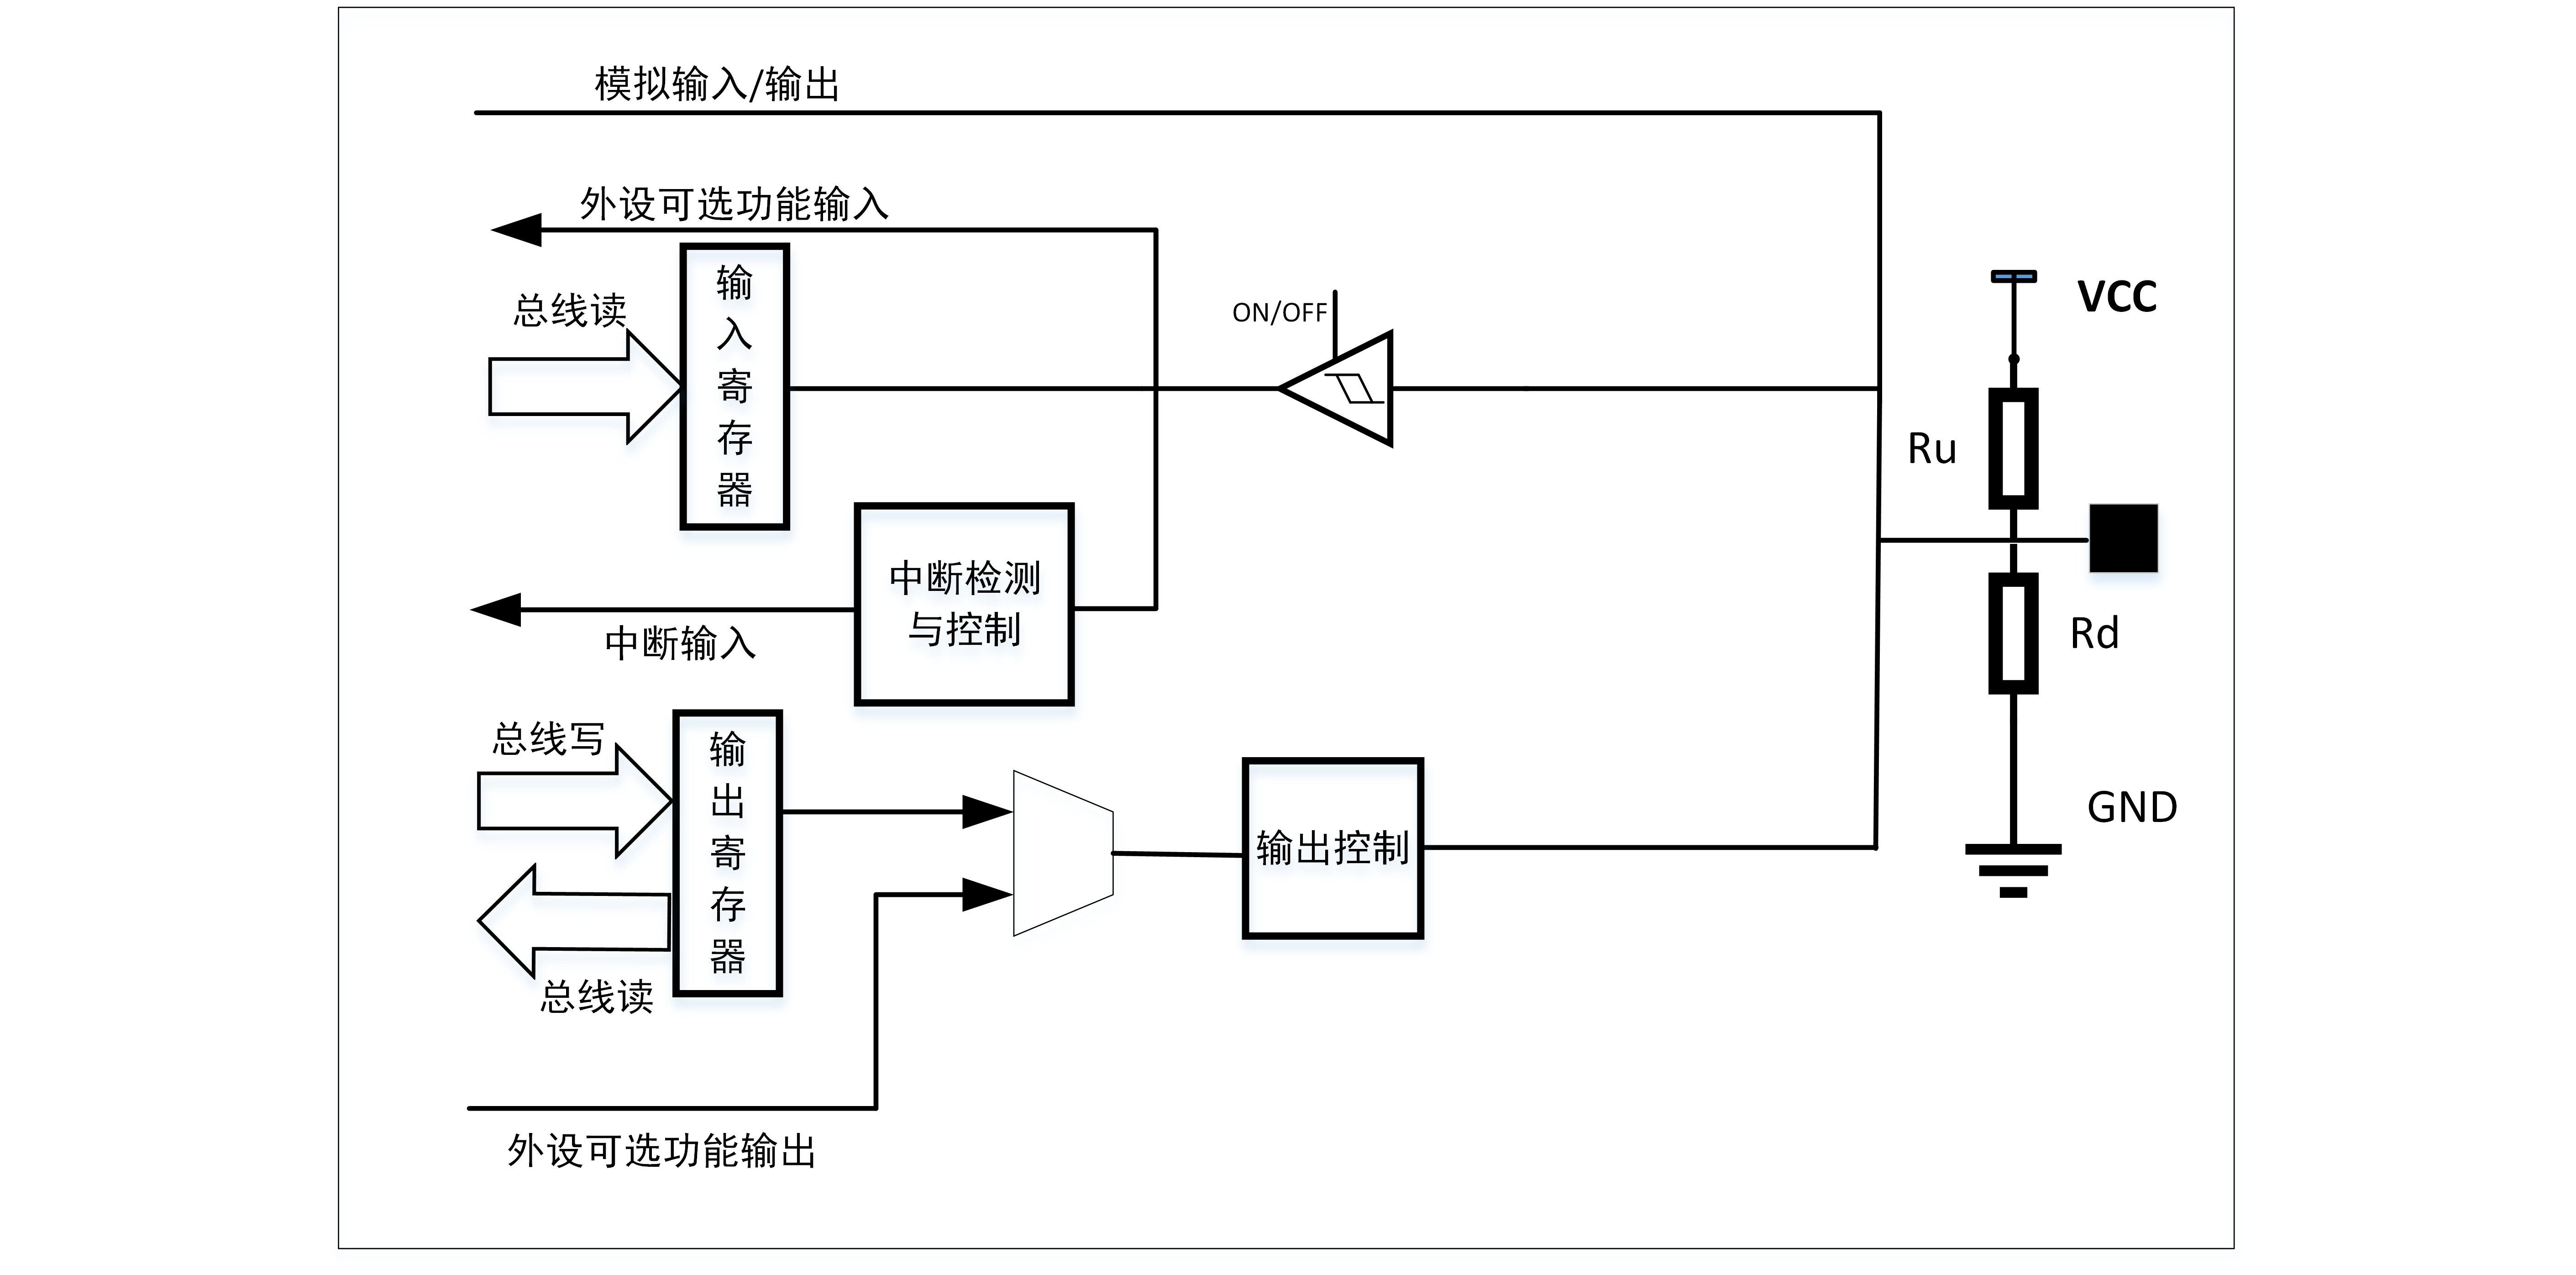 模拟输入/输出
外设可选功能输入
总线读
输入寄存器
ON/OFF
VCC
Ru
中断检测
与控制
中断输入
Rd
总线写
输出寄存器
总线读
输出控制
GND
外设可选功能输出